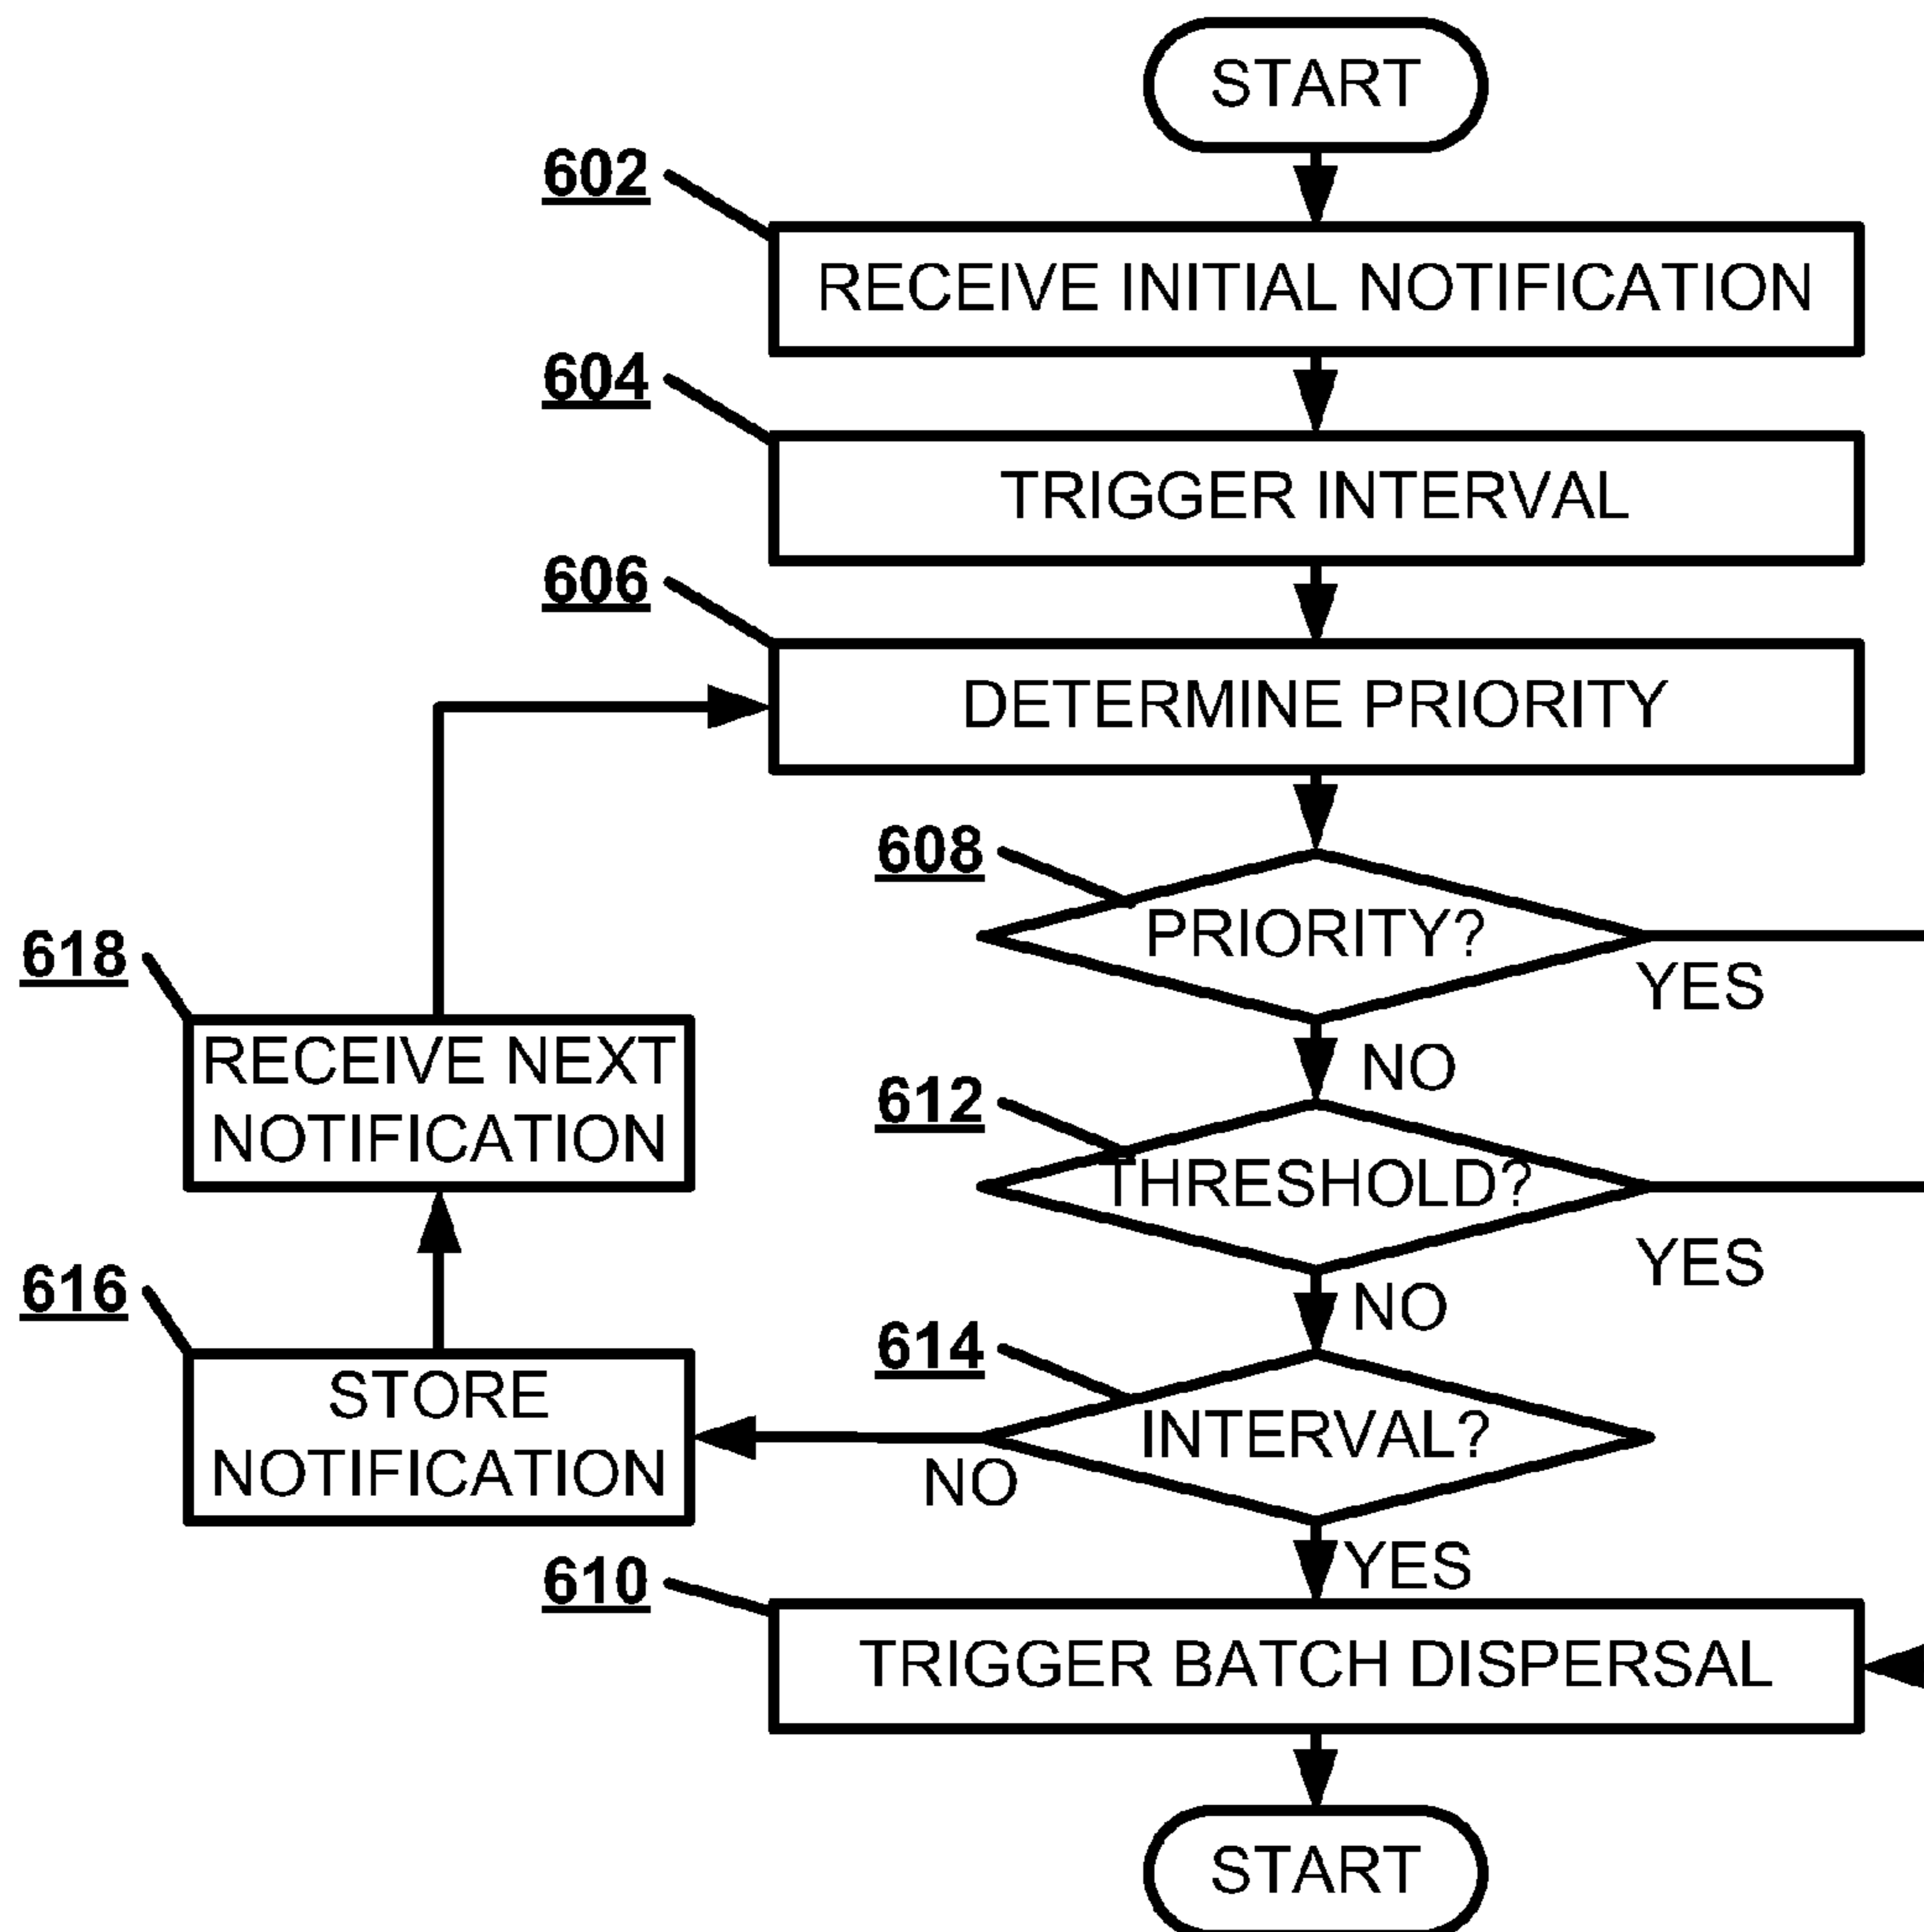 START
602
RECEIVE INITIAL NOTIFICATION
604
TRIGGER INTERVAL
606
DETERMINE PRIORITY
608
PRIORITY?
YES
NO
618
RECEIVE NEXT
NOTIFICATION
612
THRESHOLD?
YES
NO
616
STORE
NOTIFICATION
614
INTERVAL?
NO
YES
610
TRIGGER BATCH DISPERSAL
START